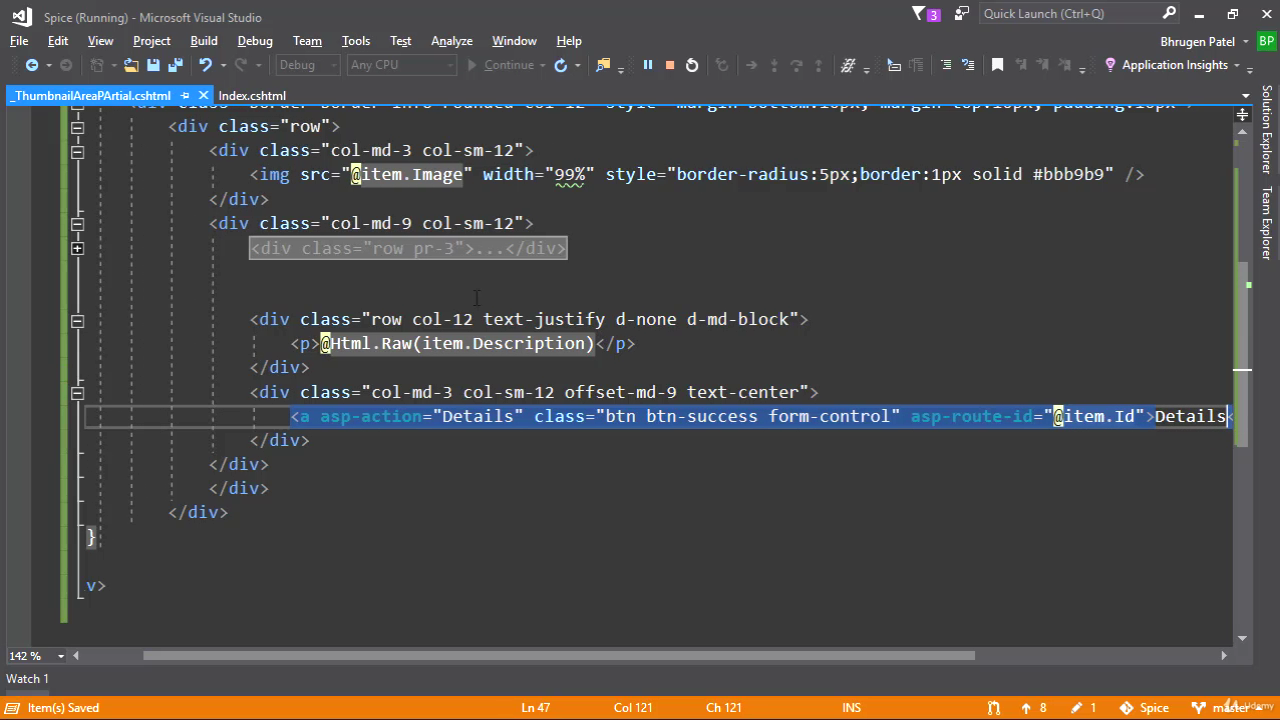 Spice (Running) - Microsoft Visual Studio
3
Quick Launch (Ctrl+Q)
File Edit View Project Build Debug Team Tools Test Analyze Window Help
Bhrugen Patel
BP
Debug Any CPU Continue Application Insights
_ThumbnailAreaPArtial.cshtml Index.cshtml
<div class="row">
<div class="col-md-3 col-sm-12">
<img src="@item.Image" width="99%" style="border-radius:5px;border:1px solid #bbb9b9" />
</div>
<div class="col-md-9 col-sm-12">
<div class="row pr-3">...</div>
<div class="row col-12 text-justify d-none d-md-block">
<p>@Html.Raw(item.Description)</p>
</div>
<div class="col-md-3 col-sm-12 offset-md-9 text-center">
<a asp-action="Details" class="btn btn-success form-control" asp-route-id="@item.Id">Details<
</div>
</div>
</div>
</div>
}
v>
Solution Explorer
Team Explorer
142 %
Watch 1
Item(s) Saved Ln 47 Col 121 Ch 121 INS 8 1 Spice master
Udemy